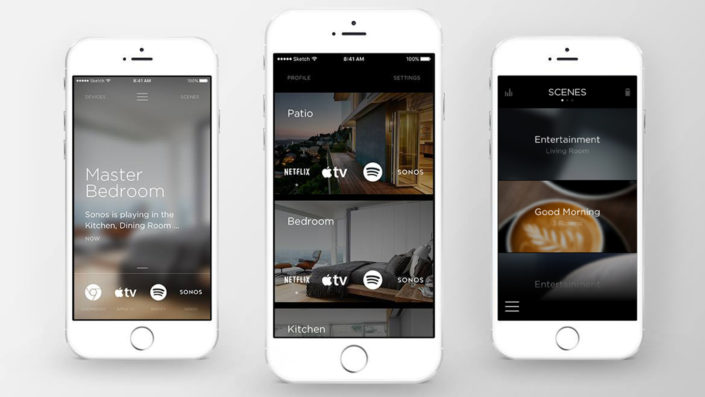 Sketch
8:41 AM
100%
DEVICES
SCENES
Master
Bedroom
Sonos is playing in the
Kitchen, Dining Room ...
NOW
tv
SONOS
Sketch
8:41 AM
100%
PROFILE
SETTINGS
Patio
NETFLIX
tv
SONOS
Bedroom
NETFLIX
tv
SONOS
Kitchen
SCENES
Entertainment
Living Room
Good Morning
Entertainment